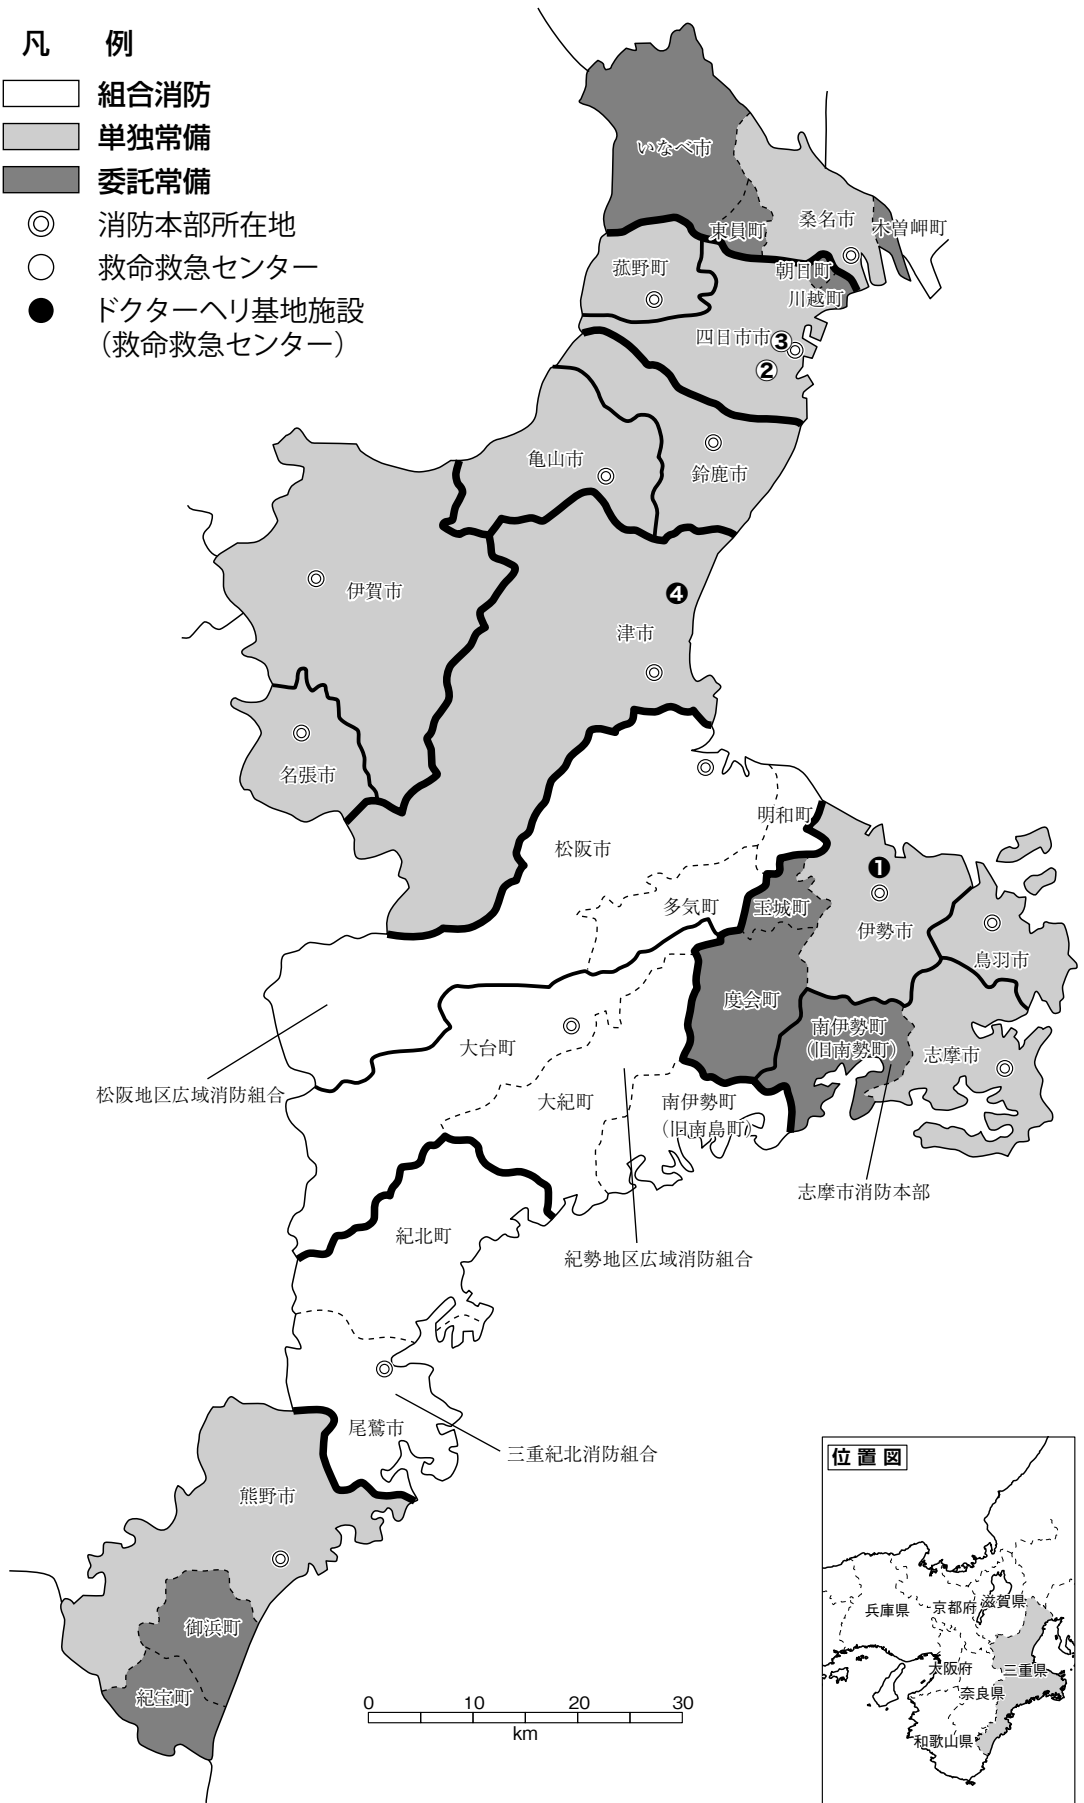 凡 例
組合消防
単独常備
委託常備
消防本部所在地
救命救急センター
ドクターヘリ基地施設
（救命救急センター）
いなべ市
東員町
桑名市
木曽岬町
菰野町
朝日町
川越町
四日市市
3
2
亀山市
鈴鹿市
伊賀市
4
津市
名張市
明和町
松阪市
1
多気町
玉城町
伊勢市
鳥羽市
度会町
南伊勢町
（旧南勢町）
志摩市
大台町
松阪地区広域消防組合
大紀町
南伊勢町
（旧南島町）
志摩市消防本部
紀北町
紀勢地区広域消防組合
尾鷲市
三重紀北消防組合
熊野市
御浜町
紀宝町
0 10 20 30
km
位置図
兵庫県
京都府
滋賀県
大阪府
三重県
奈良県
和歌山県